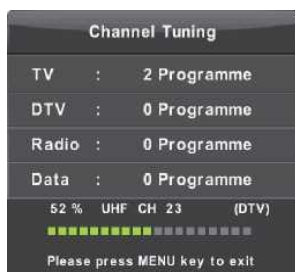 Channel Tuning
TV : 2 Programme
DTV : 0 Programme
Radio : 0 Programme
Data : 0 Programme
52 % UHF CH 23 (DTV)
Please press MENU key to exit